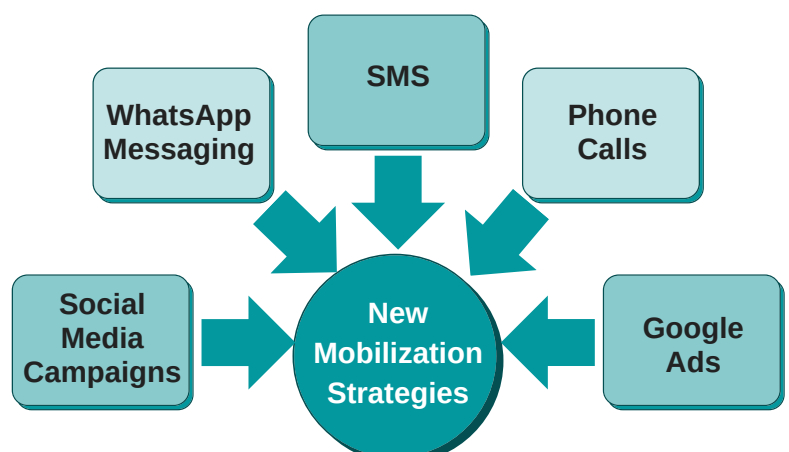 SMS
WhatsApp
Messaging
Phone
Calls
Social
Media
Campaigns
New
Mobilization
Strategies
Google
Ads